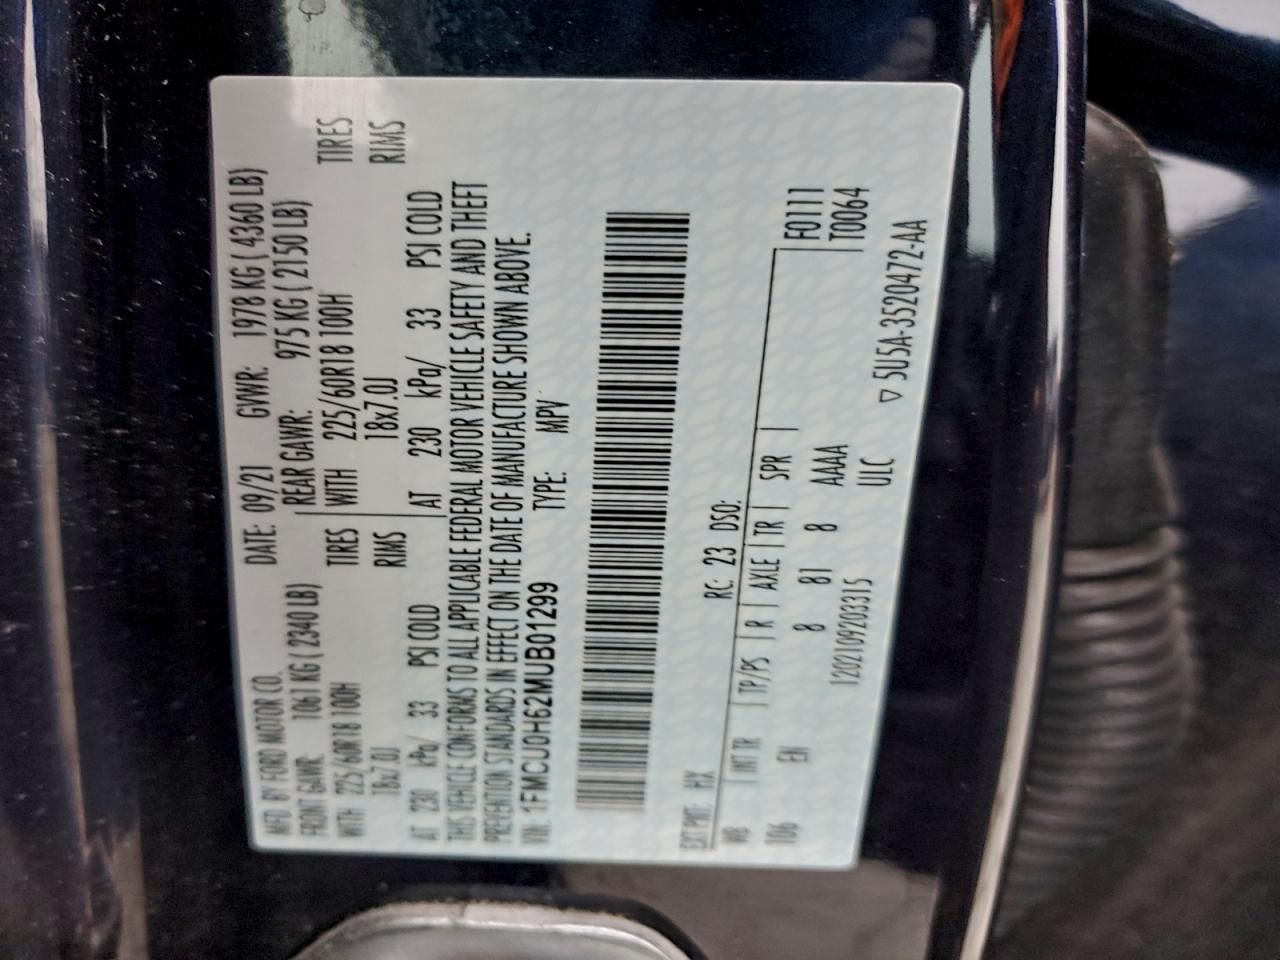 MFD. BY FORD MOTOR CO. DATE: 09/21 GVWR: 1978 KG ( 4360 LB)
FRONT GAWR: 1061 KG ( 2340 LB) REAR GAWR: 975 KG ( 2150 LB)
WITH 225/60R18 100H TIRES WITH 225/60R18 100H TIRES
18x7.0J RIMS 18x7.0J RIMS
AT 230 kPa/ 33 PSI COLD AT 230 kPa/ 33 PSI COLD
THIS VEHICLE CONFORMS TO ALL APPLICABLE FEDERAL MOTOR VEHICLE SAFETY AND THEFT
PREVENTION STANDARDS IN EFFECT ON THE DATE OF MANUFACTURE SHOWN ABOVE.
VIN: 1FMCU0H62MUB01299 TYPE: MPV
EXT PNT: HX RC: 23 DSO:
WB INT TR TP/PS R AXLE TR SPR F0111
106 EN 8 81 8 AAAA T0064
1202109203315 ULC ▽ 5U5A-3520472-AA